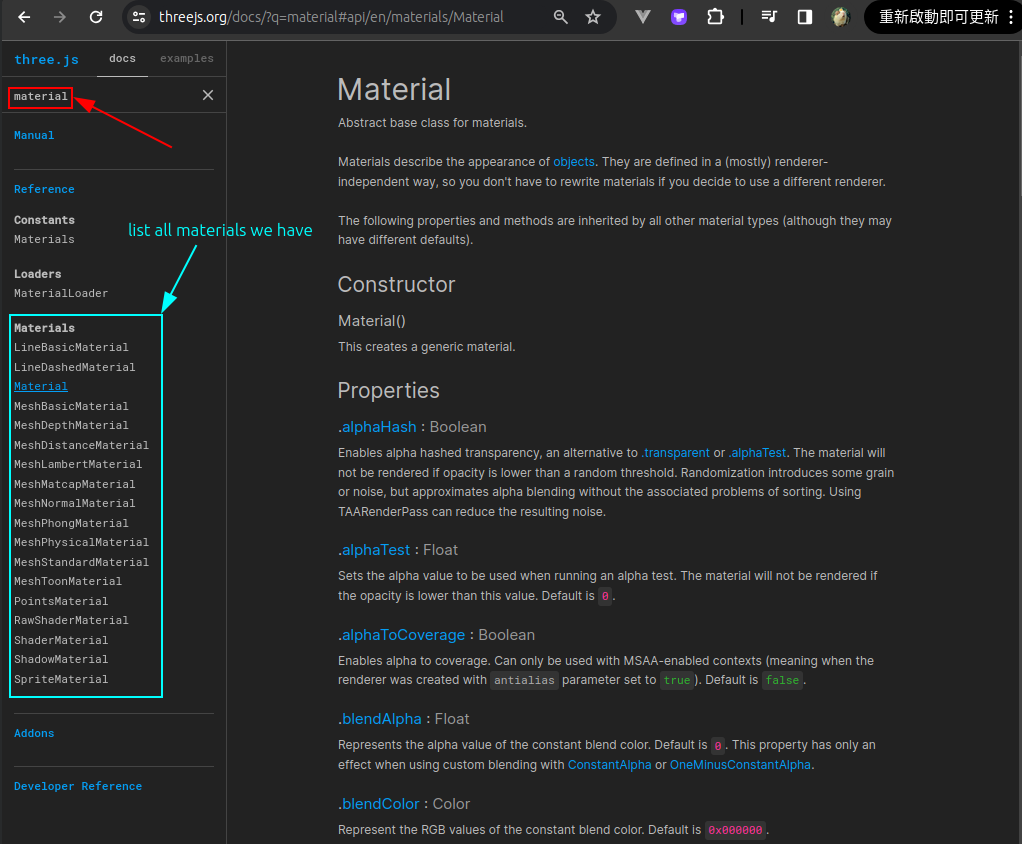 threejs.org/docs/?q=material#api/en/materials/Material
重新啟動即可更新
three.js docs examples
material
Manual
Reference
Constants
Materials
list all materials we have
Loaders
MaterialLoader
Materials
LineBasicMaterial
LineDashedMaterial
Material
MeshBasicMaterial
MeshDepthMaterial
MeshDistanceMaterial
MeshLambertMaterial
MeshMatcapMaterial
MeshNormalMaterial
MeshPhongMaterial
MeshPhysicalMaterial
MeshStandardMaterial
MeshToonMaterial
PointsMaterial
RawShaderMaterial
ShaderMaterial
ShadowMaterial
SpriteMaterial
Addons
Developer Reference
Material
Abstract base class for materials.
Materials describe the appearance of objects. They are defined in a (mostly) renderer-
independent way, so you don't have to rewrite materials if you decide to use a different renderer.
The following properties and methods are inherited by all other material types (although they may
have different defaults).
Constructor
Material()
This creates a generic material.
Properties
.alphaHash : Boolean
Enables alpha hashed transparency, an alternative to .transparent or .alphaTest. The material will
not be rendered if opacity is lower than a random threshold. Randomization introduces some grain
or noise, but approximates alpha blending without the associated problems of sorting. Using
TAARenderPass can reduce the resulting noise.
.alphaTest : Float
Sets the alpha value to be used when running an alpha test. The material will not be rendered if
the opacity is lower than this value. Default is 0.
.alphaToCoverage : Boolean
Enables alpha to coverage. Can only be used with MSAA-enabled contexts (meaning when the
renderer was created with antialias parameter set to true). Default is false.
.blendAlpha : Float
Represents the alpha value of the constant blend color. Default is 0. This property has only an
effect when using custom blending with ConstantAlpha or OneMinusConstantAlpha.
.blendColor : Color
Represent the RGB values of the constant blend color. Default is 0x000000.